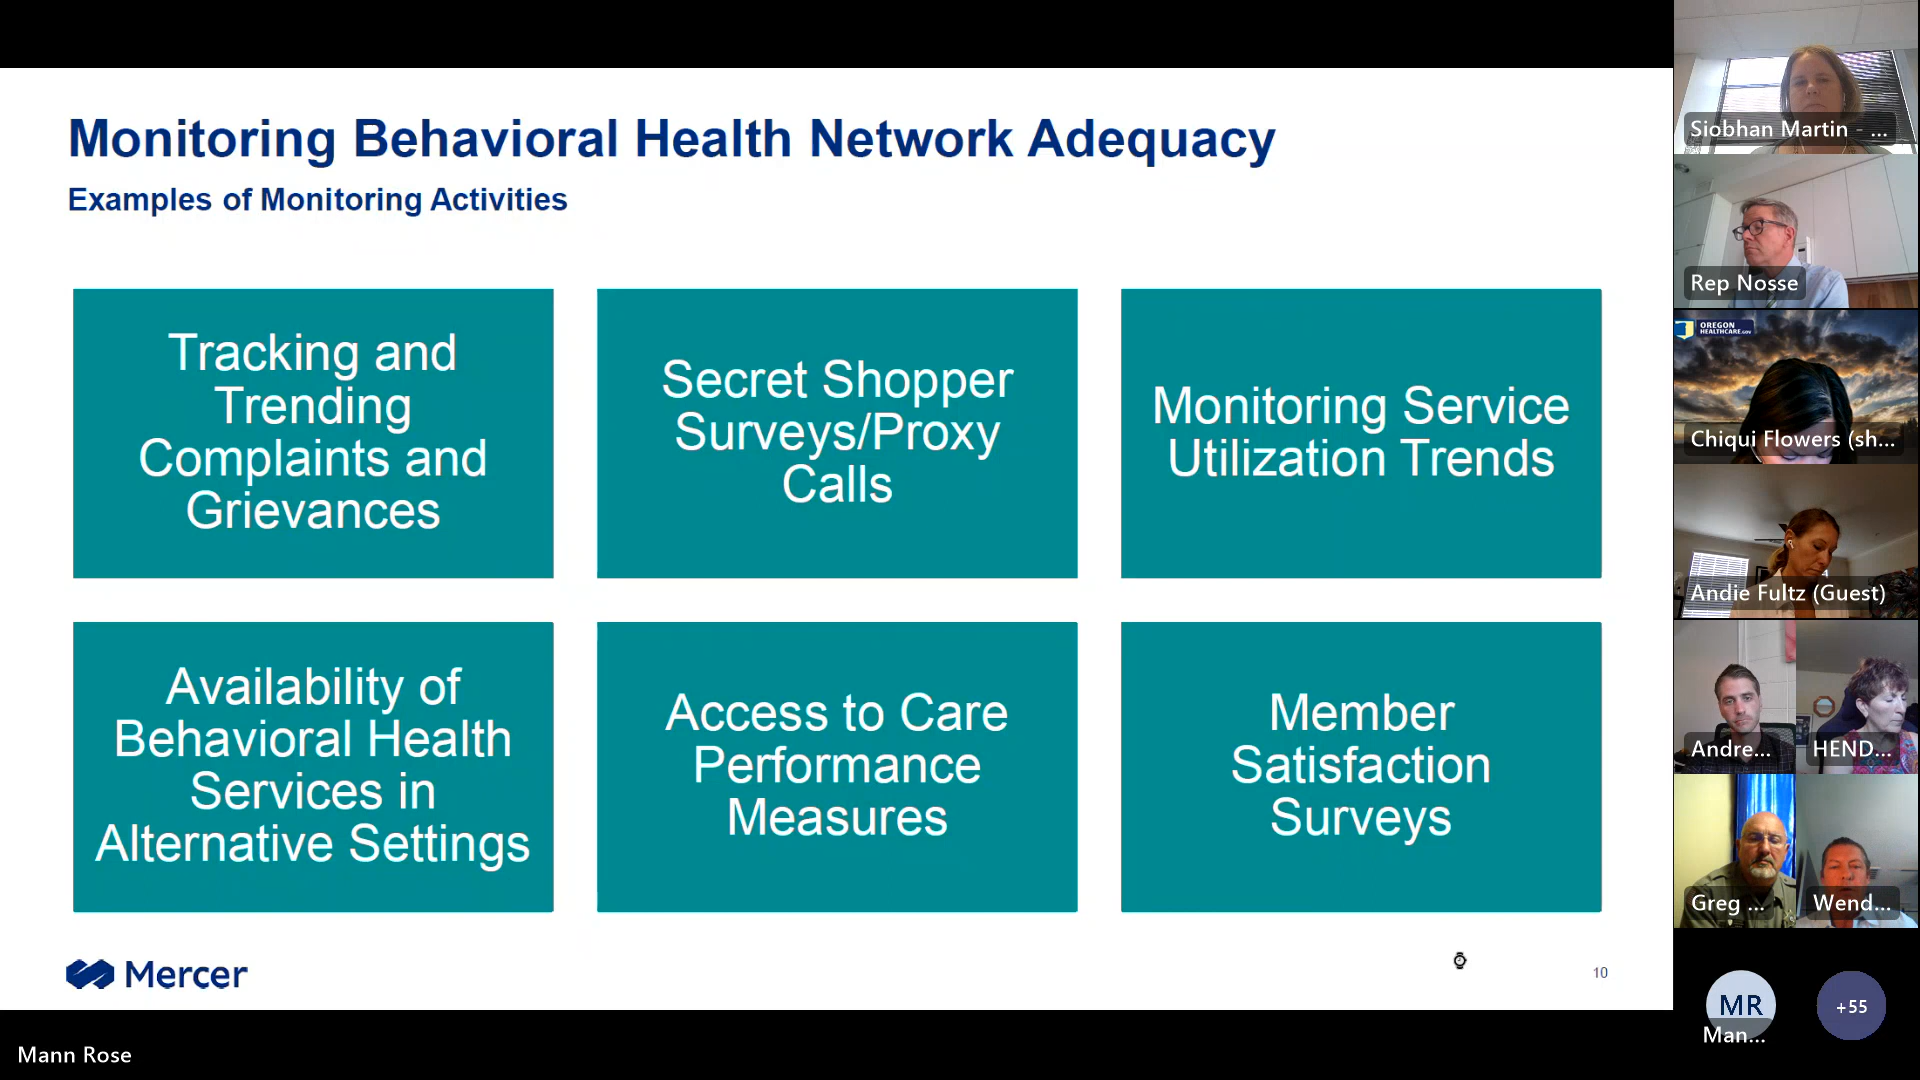 Monitoring Behavioral Health Network Adequacy
Examples of Monitoring Activities
Tracking and
Trending
Complaints and
Grievances
Secret Shopper
Surveys/Proxy
Calls
Monitoring Service
Utilization Trends
Availability of
Behavioral Health
Services in
Alternative Settings
Access to Care
Performance
Measures
Member
Satisfaction
Surveys
Mercer
10
Mann Rose
Siobhan Martin - ...
Rep Nosse
OREGON
HEALTHCARE.GOV
Chiqui Flowers (sh...
Andie Fultz (Guest)
Andre...
HEND...
Greg ...
Wend...
MR
Man...
+55